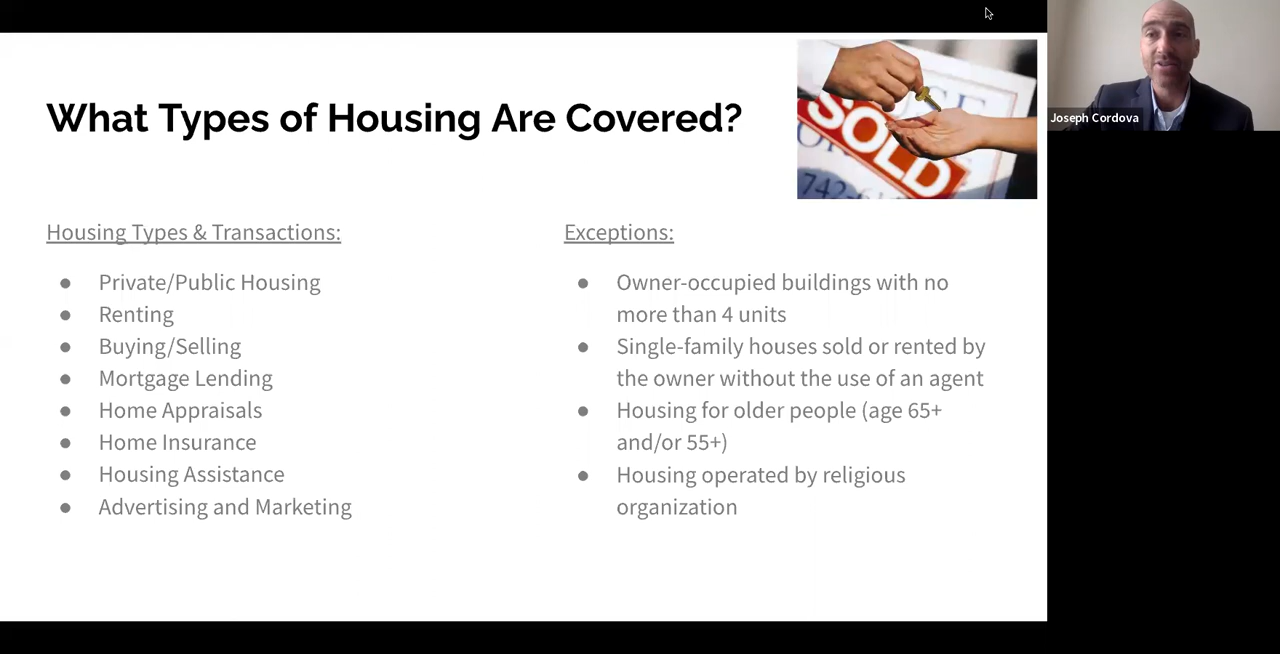 What Types of Housing Are Covered?
SOLD
742-6
Joseph Cordova
Housing Types & Transactions:
● Private/Public Housing
● Renting
● Buying/Selling
● Mortgage Lending
● Home Appraisals
● Home Insurance
● Housing Assistance
● Advertising and Marketing
Exceptions:
● Owner-occupied buildings with no
more than 4 units
● Single-family houses sold or rented by
the owner without the use of an agent
● Housing for older people (age 65+
and/or 55+)
● Housing operated by religious
organization